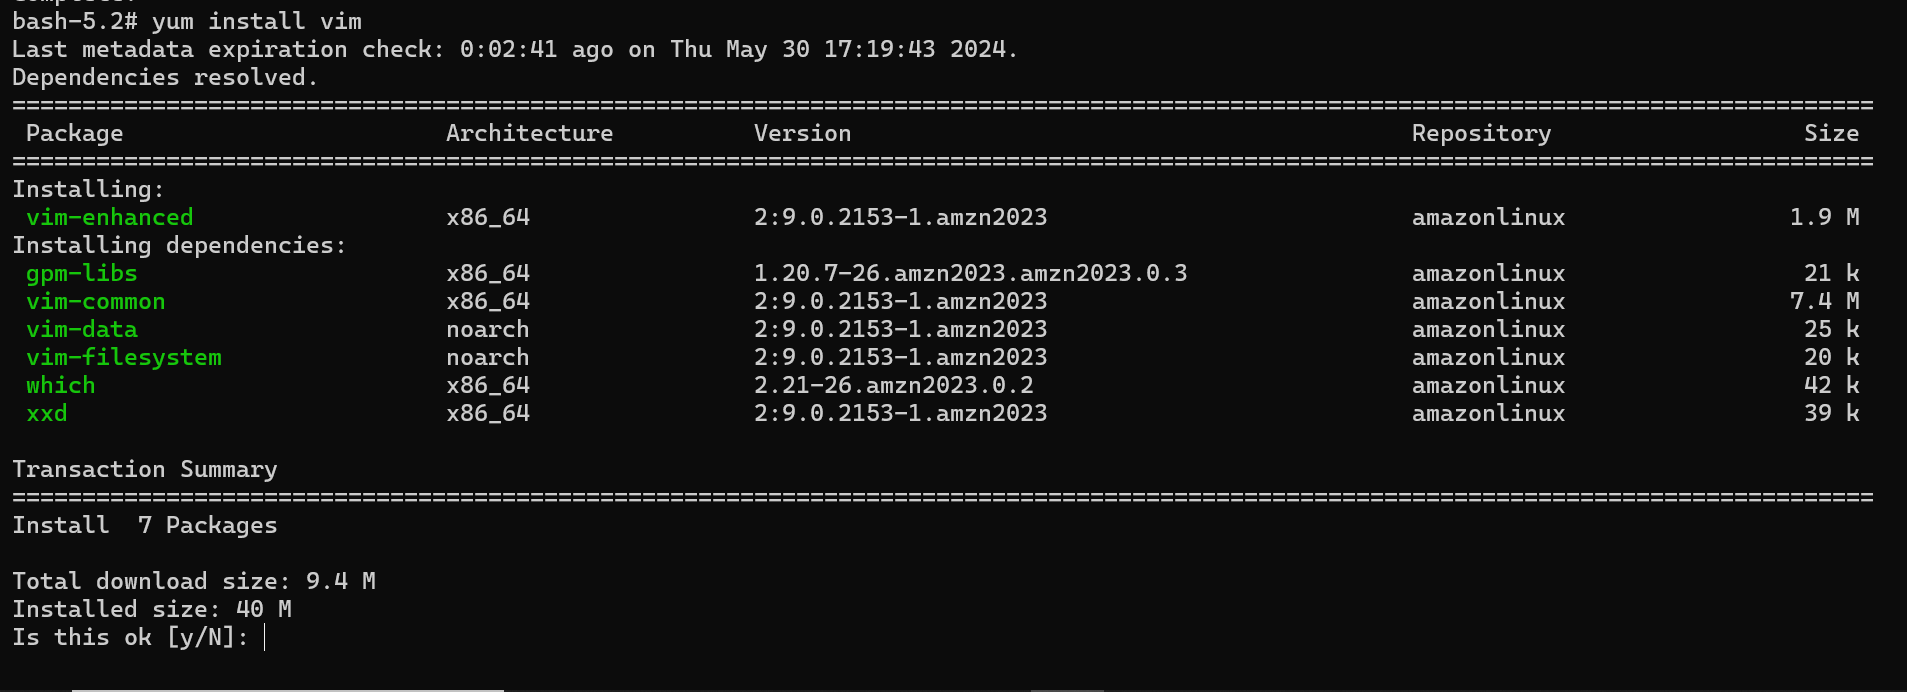 bash-5.2# yum install vim
Last metadata expiration check: 0:02:41 ago on Thu May 30 17:19:43 2024.
Dependencies resolved.
=====================================================================================================================================
 Package                       Architecture          Version                                        Repository                  Size
=====================================================================================================================================
Installing:
 vim-enhanced                  x86_64                2:9.0.2153-1.amzn2023                          amazonlinux                1.9 M
Installing dependencies:
 gpm-libs                      x86_64                1.20.7-26.amzn2023.amzn2023.0.3                amazonlinux                 21 k
 vim-common                    x86_64                2:9.0.2153-1.amzn2023                          amazonlinux                7.4 M
 vim-data                      noarch                2:9.0.2153-1.amzn2023                          amazonlinux                 25 k
 vim-filesystem                noarch                2:9.0.2153-1.amzn2023                          amazonlinux                 20 k
 which                         x86_64                2.21-26.amzn2023.0.2                           amazonlinux                 42 k
 xxd                           x86_64                2:9.0.2153-1.amzn2023                          amazonlinux                 39 k
Transaction Summary
=====================================================================================================================================
Install  7 Packages
Total download size: 9.4 M
Installed size: 40 M
Is this ok [y/N]: